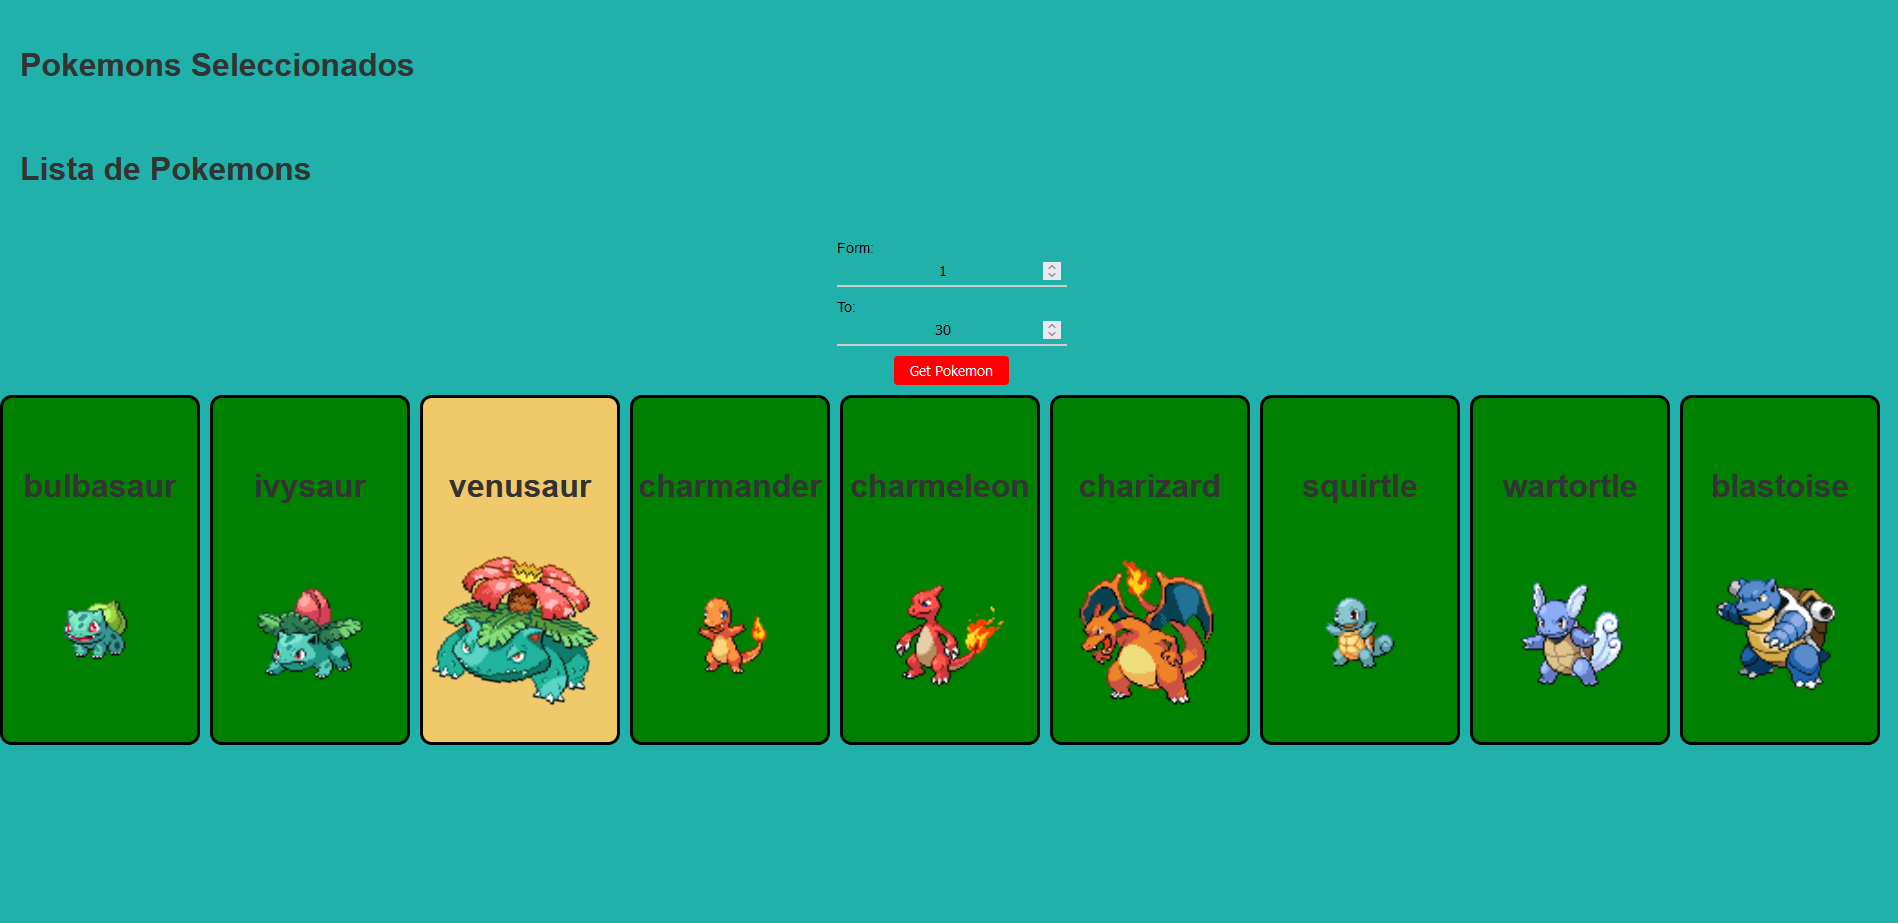 Pokemons Seleccionados
Lista de Pokemons
Form:
1
To:
30
Get Pokemon
bulbasaur
ivysaur
venusaur
charmander
charmeleon
charizard
squirtle
wartortle
blastoise